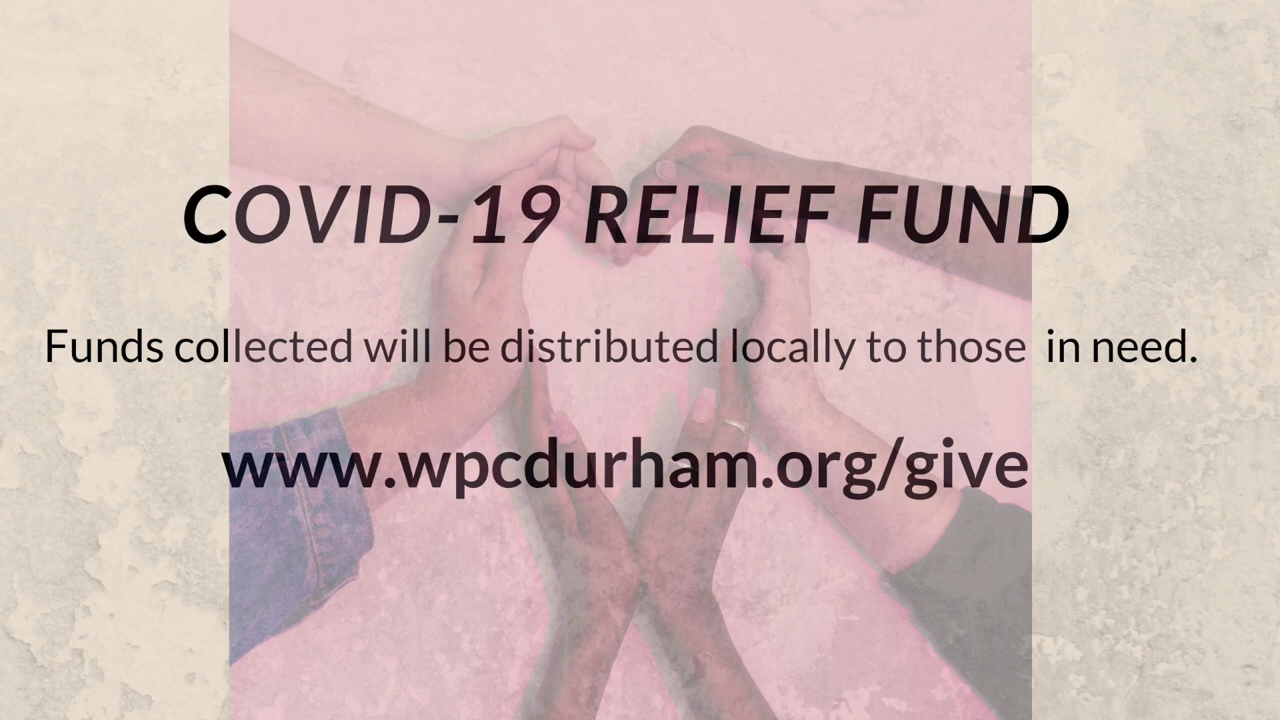 COVID-19 RELIEF FUND
Funds collected will be distributed locally to those in need.
www.wpcdurham.org/give